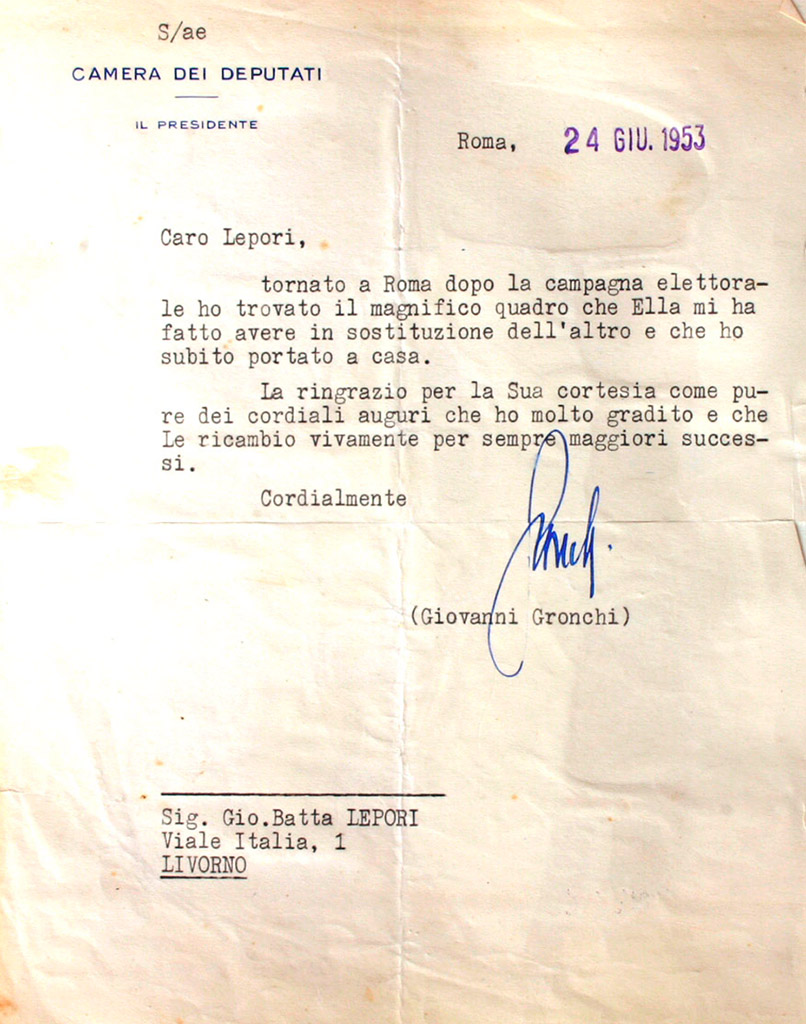 S/ae
CAMERA DEI DEPUTATI
IL PRESIDENTE
Roma, 24 GIU. 1953
Caro Lepori,
tornato a Roma dopo la campagna elettora-
le ho trovato il magnifico quadro che Ella mi ha
fatto avere in sostituzione dell'altro e che ho
subito portato a casa.
La ringrazio per la Sua cortesia come pu-
re dei cordiali auguri che ho molto gradito e che
Le ricambio vivamente per sempre maggiori succes-
si.
Cordialmente
(Giovanni Gronchi)
Sig. Gio.Batta LEPORI
Viale Italia, 1
LIVORNO